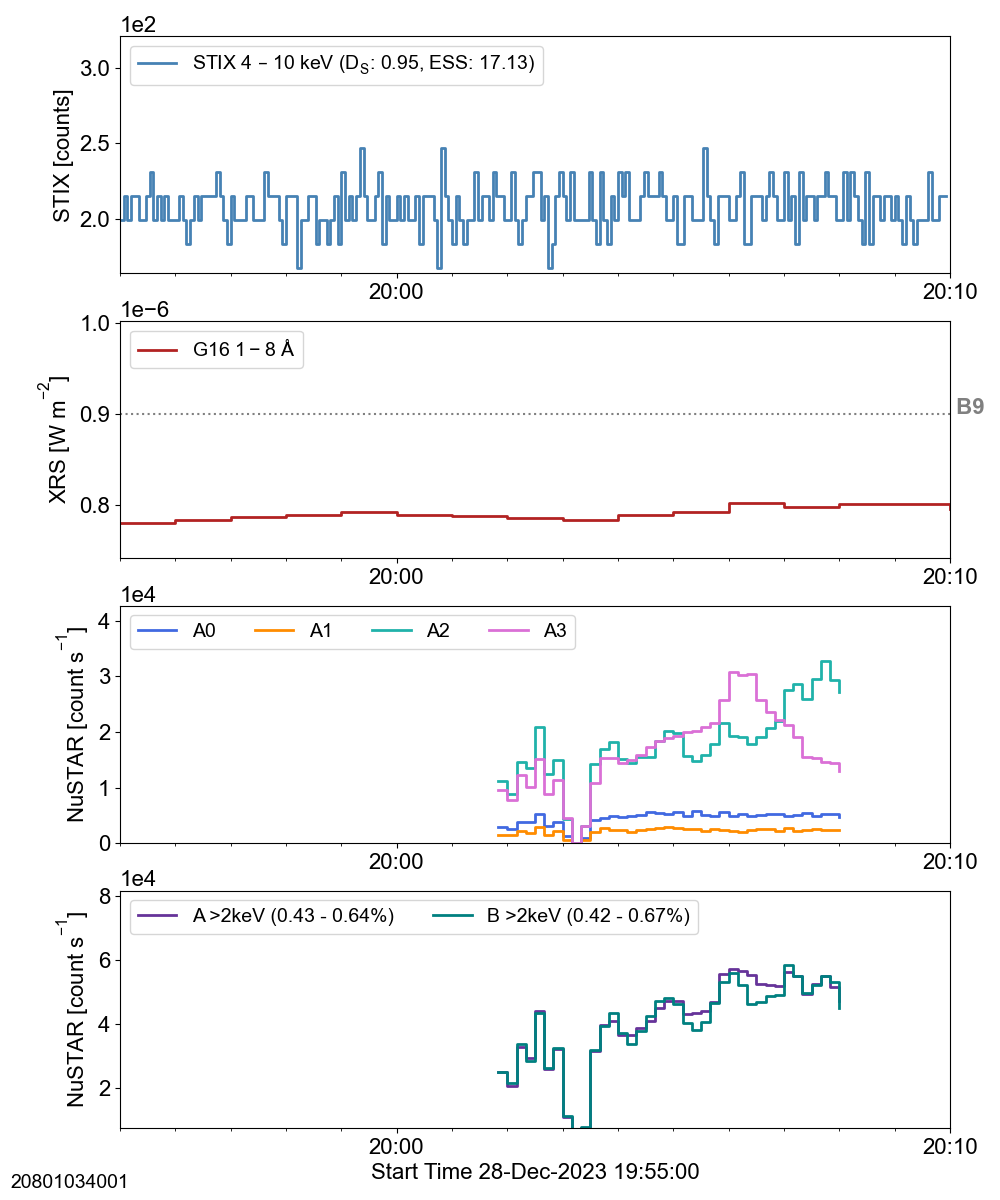 1e2
STIX 4 – 10 keV (DS: 0.95, ESS: 17.13)
3.0
2.5
2.0
STIX [counts]
20:00
20:10
1e−6
G16 1 – 8 Å
1.0
0.9
0.8
XRS [W m−2]
B9
20:00
20:10
1e4
A0 A1 A2 A3
4
3
2
1
0
NuSTAR [count s−1]
20:00
20:10
1e4
A >2keV (0.43 - 0.64%) B >2keV (0.42 - 0.67%)
8
6
4
2
NuSTAR [count s−1]
20:00
20:10
Start Time 28-Dec-2023 19:55:00
20801034001